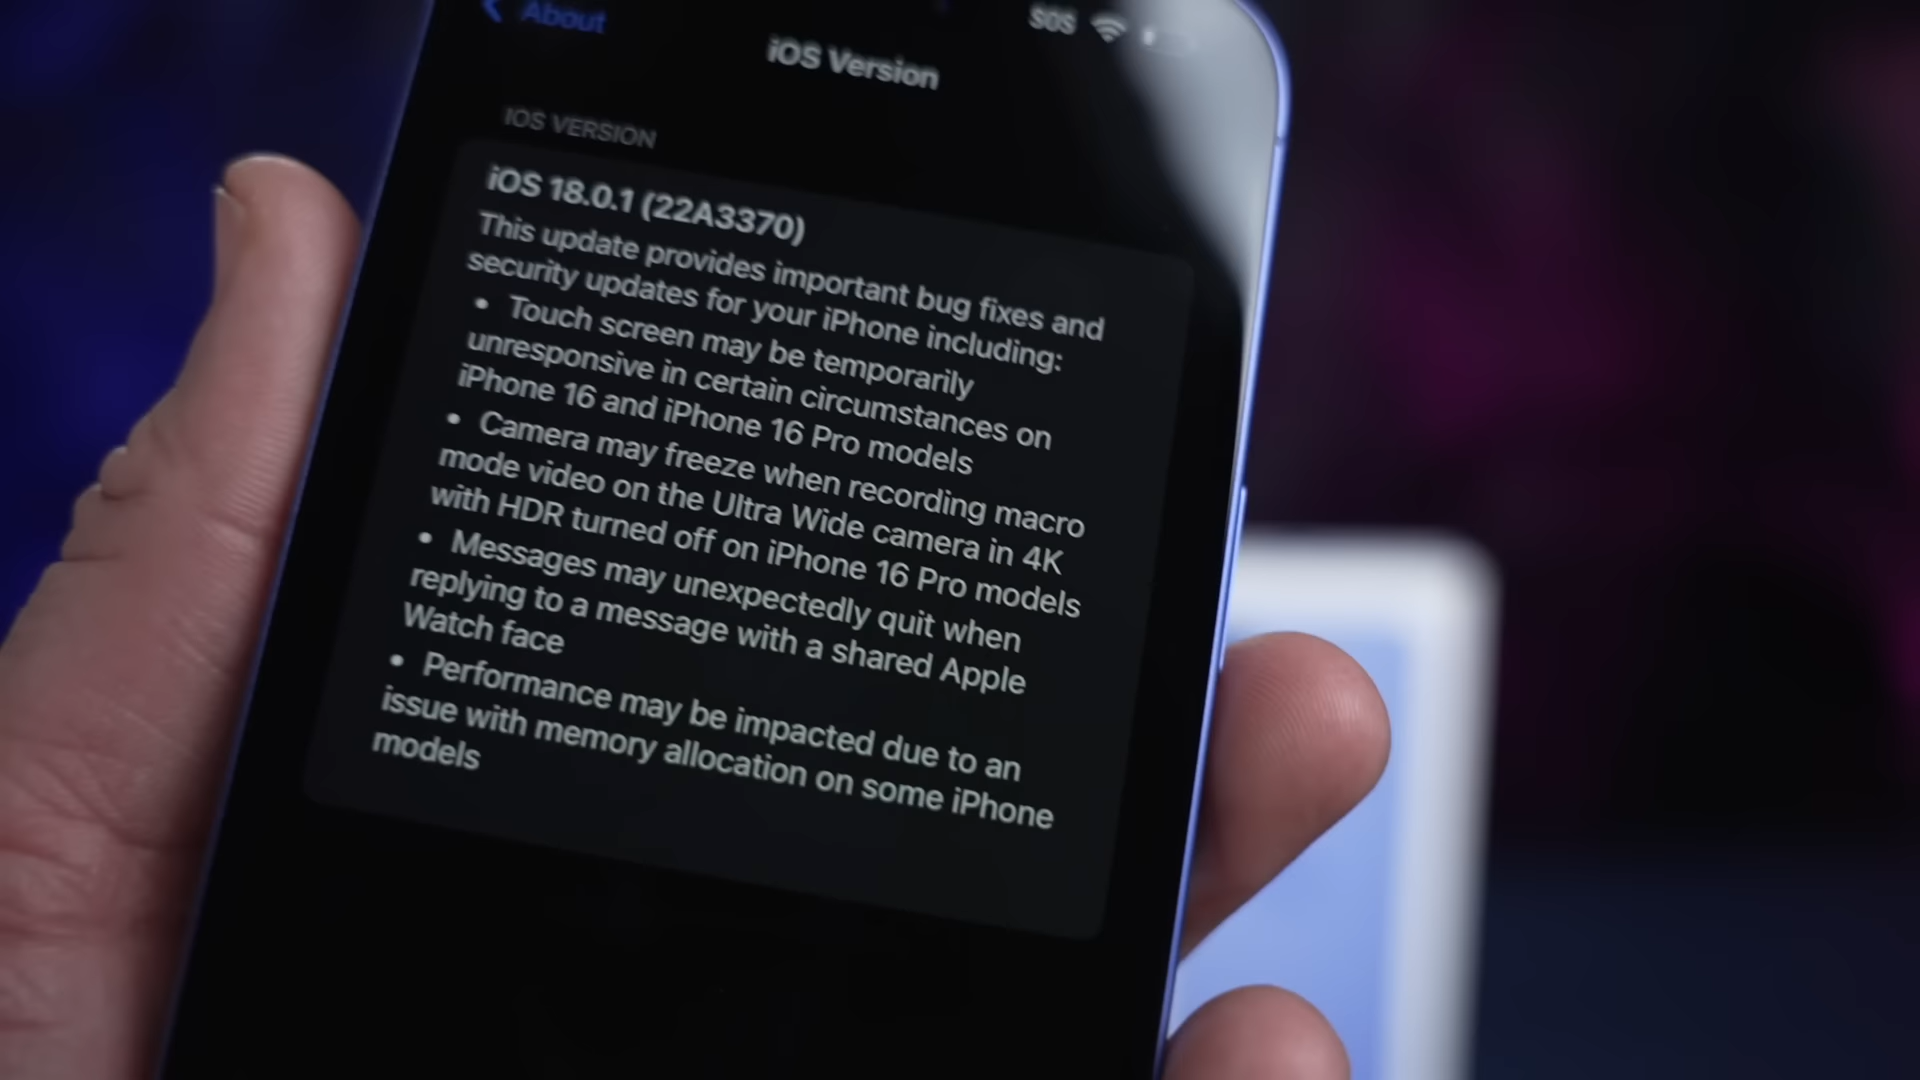 About
SOS
iOS Version
IOS VERSION
iOS 18.0.1 (22A3370)
This update provides important bug fixes and
security updates for your iPhone including:
• Touch screen may be temporarily
unresponsive in certain circumstances on
iPhone 16 and iPhone 16 Pro models
• Camera may freeze when recording macro
mode video on the Ultra Wide camera in 4K
with HDR turned off on iPhone 16 Pro models
• Messages may unexpectedly quit when
replying to a message with a shared Apple
Watch face
• Performance may be impacted due to an
issue with memory allocation on some iPhone
models